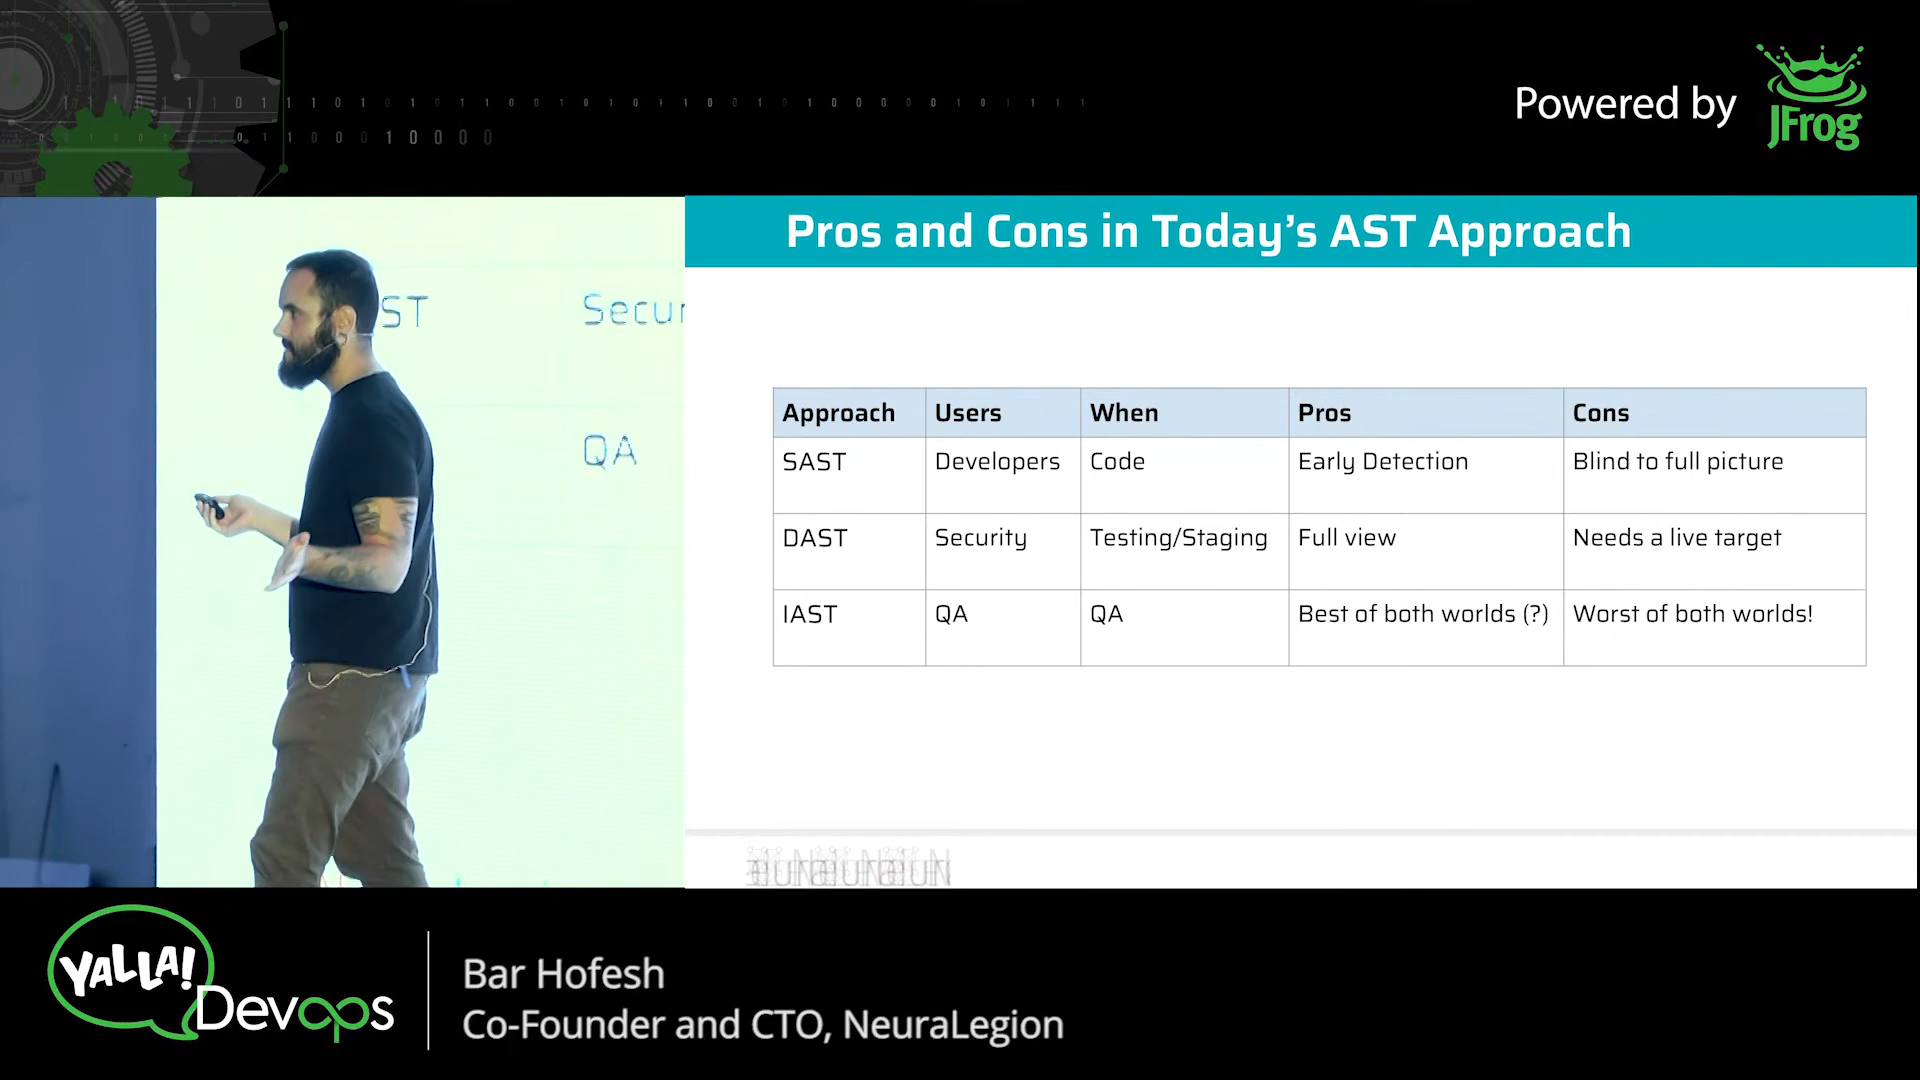 Powered by
JFrog
Pros and Cons in Today's AST Approach
ST
Secur
QA
Approach Users When Pros Cons
SAST Developers Code Early Detection Blind to full picture
DAST Security Testing/Staging Full view Needs a live target
IAST QA QA Best of both worlds (?) Worst of both worlds!
YALLA!
Devops
Bar Hofesh
Co-Founder and CTO, NeuraLegion